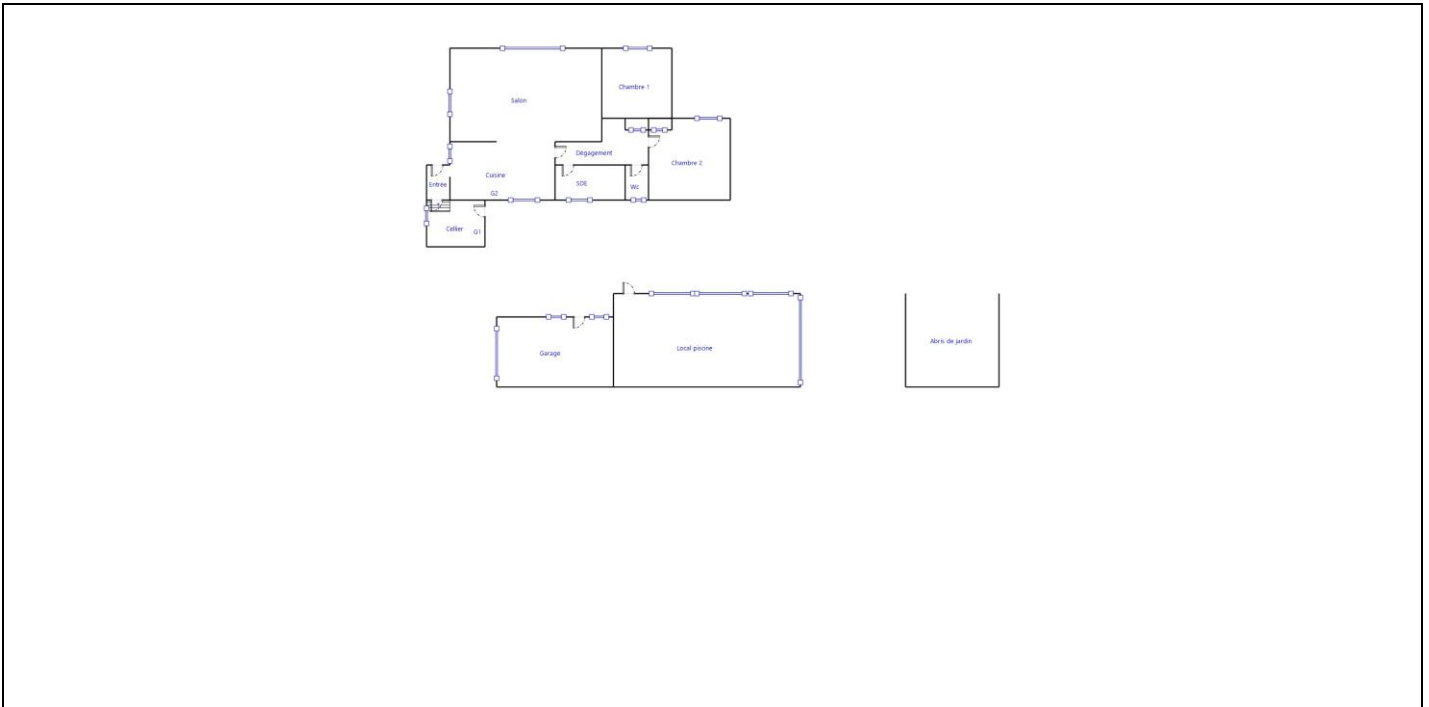 Chambre 1
Salon
Dégagement
Chambre 2
Cuisine
SDE
Entrée
Wc
G2
Cellier
G1
Abris de jardin
Local piscine
Garage